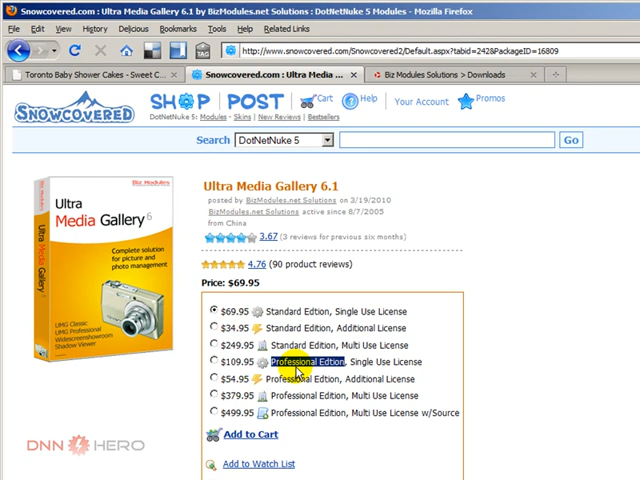 Snowcovered.com : Ultra Media Gallery 6.1 by BizModules.net Solutions : DotNetNuke 5 Modules - Mozilla Firefox
File Edit View History Delicious Bookmarks Tools Help Related Links
TAG
http://www.snowcovered.com/Snowcovered2/Default.aspx?tabid=242&PackageID=16809
Toronto Baby Shower Cakes - Sweet C...
Snowcovered.com : Ultra Media ...
Biz Modules Solutions > Downloads
SNOWCOVERED
SHOP POST Cart Help Your Account Promos
DotNetNuke 5: Modules - Skins | New Reviews | Bestsellers
Search DotNetNuke 5 Go
Ultra Media Gallery 6.1
posted by BizModules.net Solutions on 3/19/2010
BizModules.net Solutions active since 8/7/2005
from China
3.67 (3 reviews for previous six months)
4.76 (90 product reviews)
Price: $69.95
$69.95 Standard Edtion, Single Use License
$34.95 Standard Edtion, Additional License
$249.95 Standard Edtion, Multi Use License
$109.95 Professional Edtion, Single Use License
$54.95 Professional Edtion, Additional License
$379.95 Professional Edtion, Multi Use License
$499.95 Professional Edtion, Multi Use License w/Source
Add to Cart
Add to Watch List
Biz Modules
Ultra
Media Gallery 6
Complete solution
for picture and
photo management
UMG Classic
UMG Professional
Widescreenshowroom
Shadow Viewer
Ultra Media Gallery 6
DNN HERO